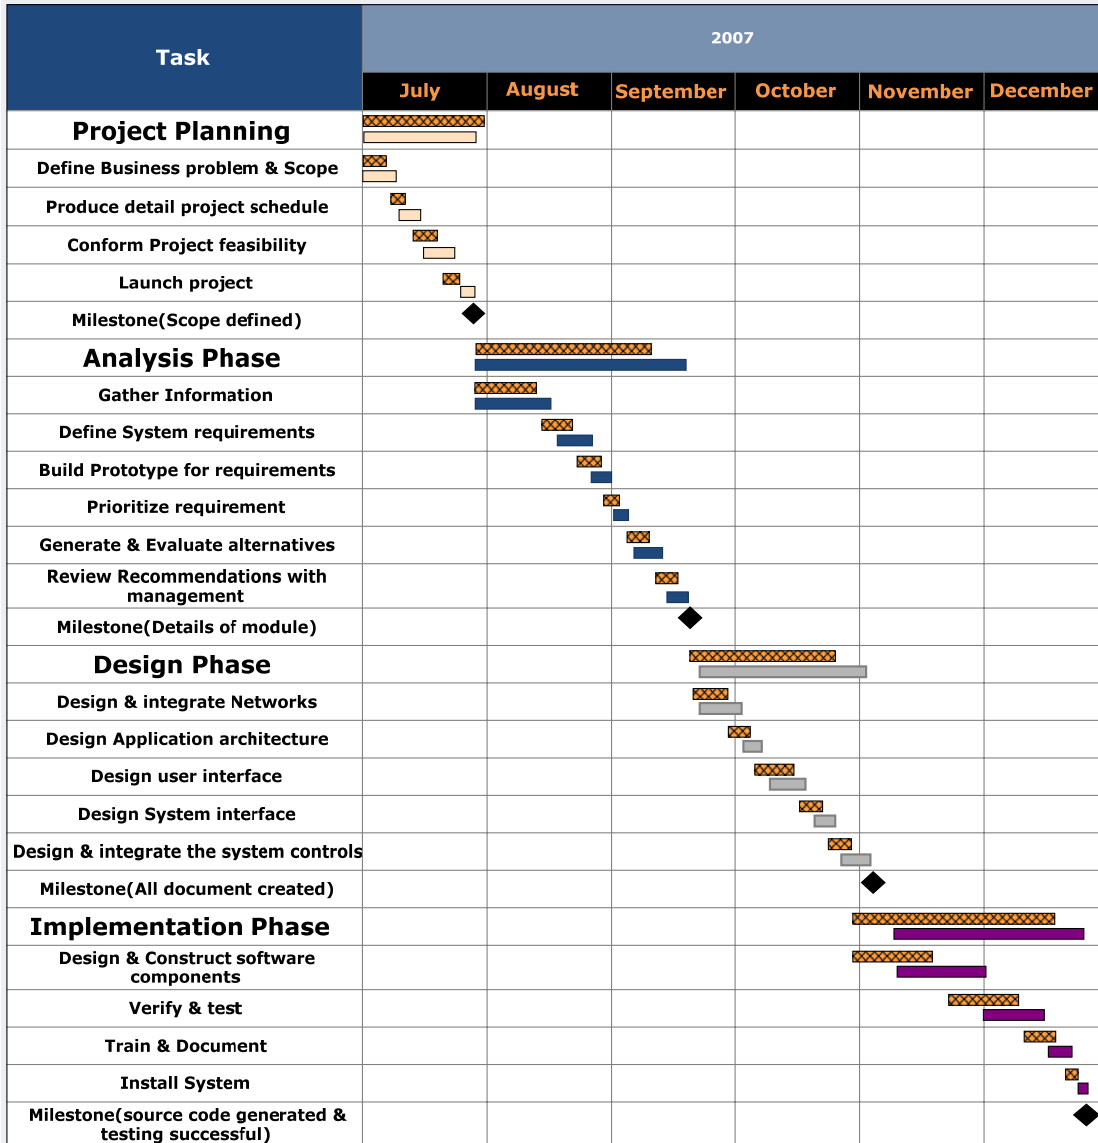 Task
2007
July
August
September
October
November
December
Project Planning
Define Business problem & Scope
Produce detail project schedule
Conform Project feasibility
Launch project
Milestone(Scope defined)
Analysis Phase
Gather Information
Define System requirements
Build Prototype for requirements
Prioritize requirement
Generate & Evaluate alternatives
Review Recommendations with
management
Milestone(Details of module)
Design Phase
Design & integrate Networks
Design Application architecture
Design user interface
Design System interface
Design & integrate the system controls
Milestone(All document created)
Implementation Phase
Design & Construct software
components
Verify & test
Train & Document
Install System
Milestone(source code generated &
testing successful)